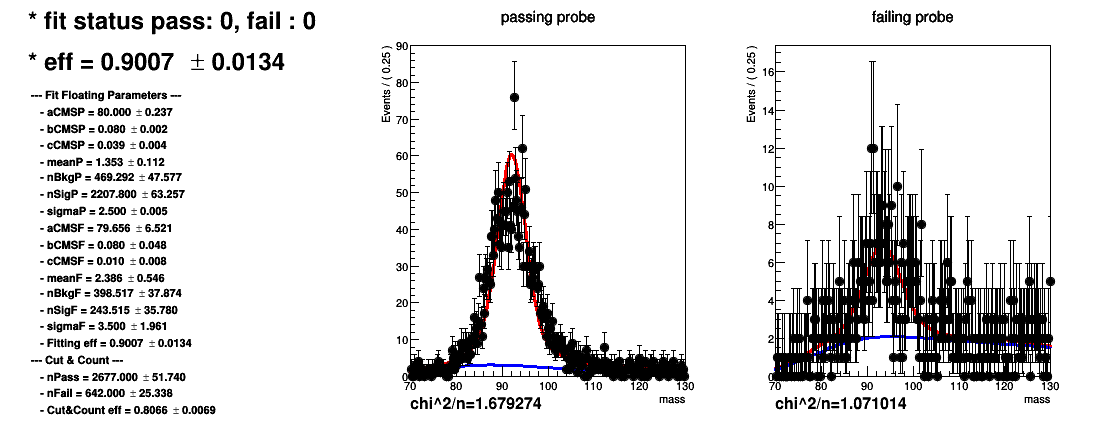 * fit status pass: 0, fail : 0
* eff = 0.9007 ± 0.0134
--- Fit Floating Parameters ---
- aCMSP = 80.000 ± 0.237
- bCMSP = 0.080 ± 0.002
- cCMSP = 0.039 ± 0.004
- meanP = 1.353 ± 0.112
- nBkgP = 469.292 ± 47.577
- nSigP = 2207.800 ± 63.257
- sigmaP = 2.500 ± 0.005
- aCMSF = 79.656 ± 6.521
- bCMSF = 0.080 ± 0.048
- cCMSF = 0.010 ± 0.008
- meanF = 2.386 ± 0.546
- nBkgF = 398.517 ± 37.874
- nSigF = 243.515 ± 35.780
- sigmaF = 3.500 ± 1.961
- Fitting eff = 0.9007 ± 0.0134
--- Cut & Count ---
- nPass = 2677.000 ± 51.740
- nFail = 642.000 ± 25.338
- Cut&Count eff = 0.8066 ± 0.0069
passing probe
Events / ( 0.25 )
90
80
70
60
50
40
30
20
10
0
70 80 90 100 110 120 130
mass
chi^2/n=1.679274
failing probe
Events / ( 0.25 )
16
14
12
10
8
6
4
2
0
70 80 90 100 110 120 130
mass
chi^2/n=1.071014